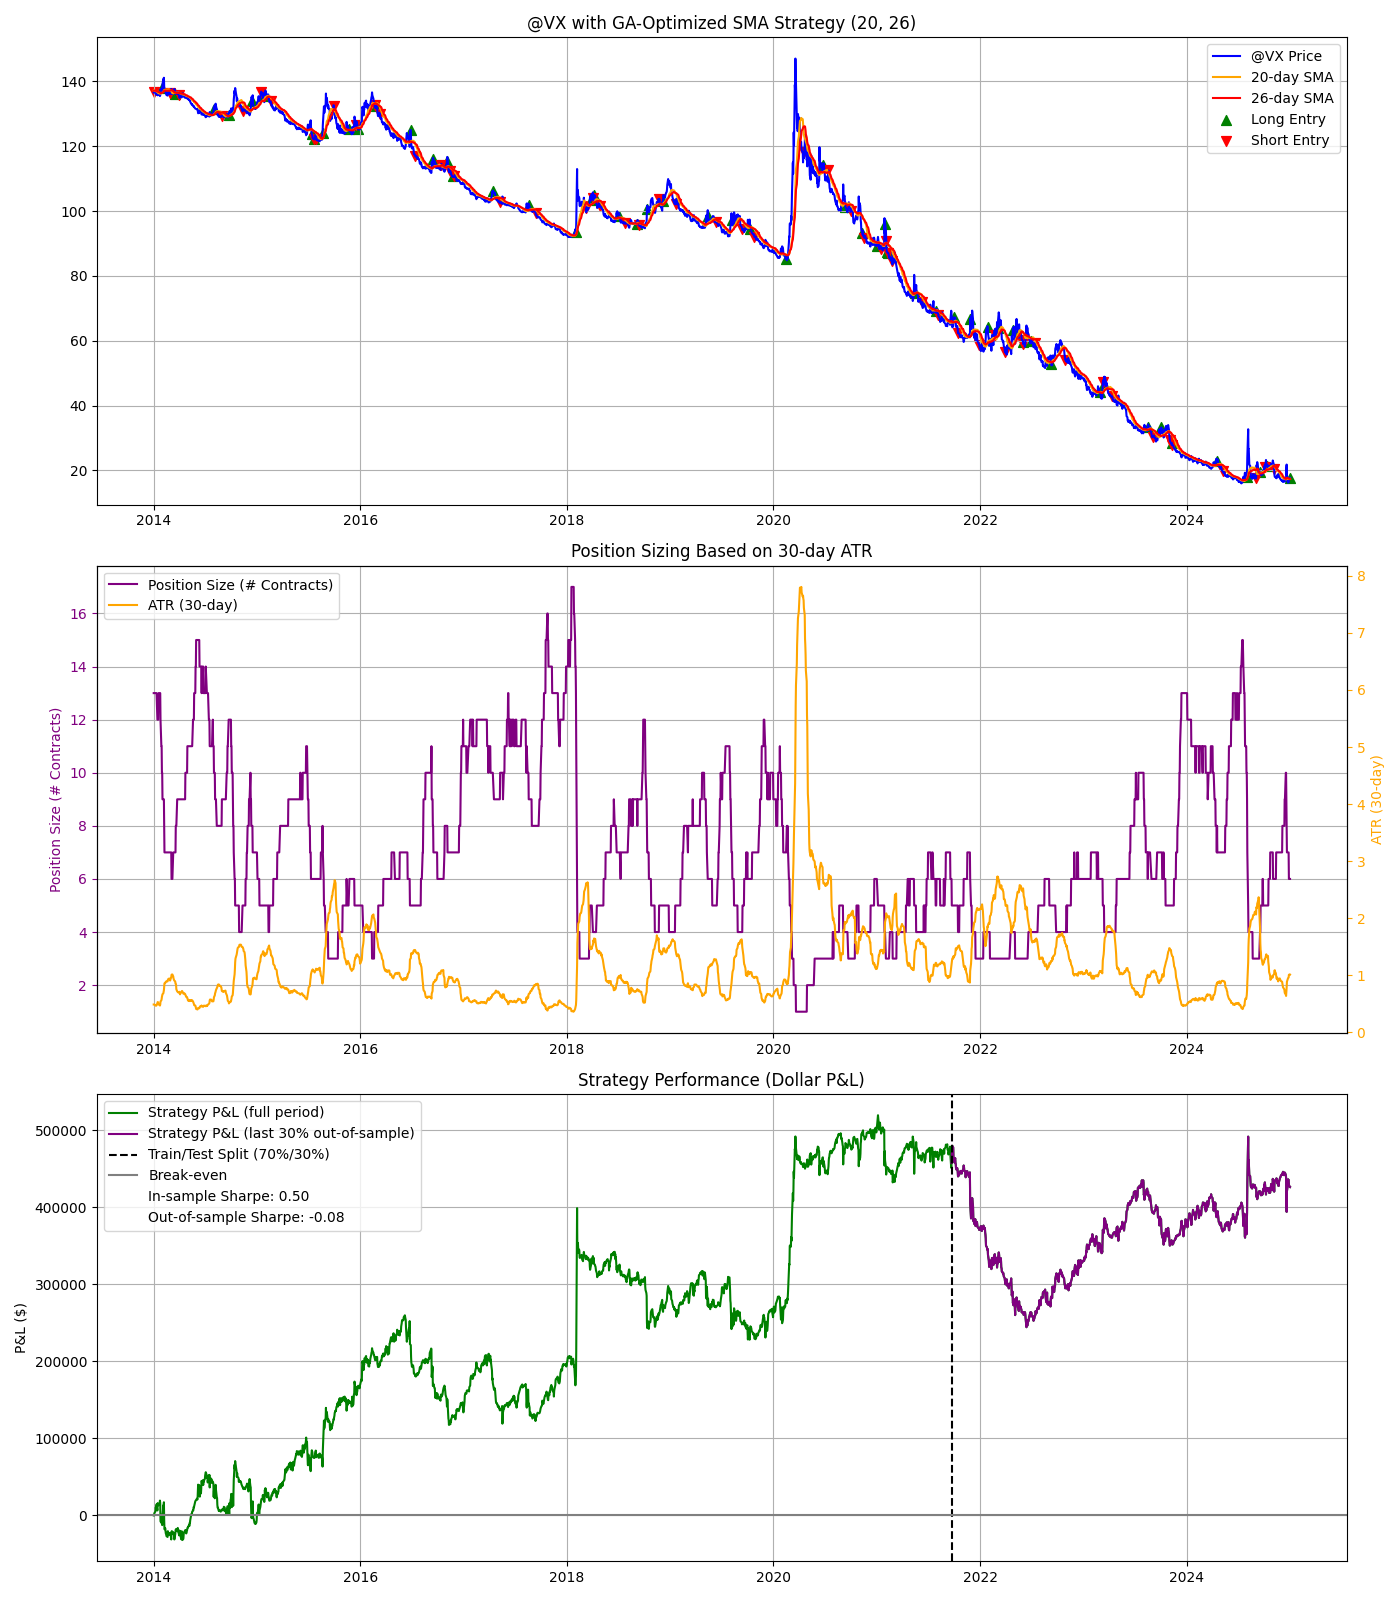 @VX with GA-Optimized SMA Strategy (20, 26)
@VX Price
20-day SMA
26-day SMA
Long Entry
Short Entry
140
120
100
80
60
40
20
2014 2016 2018 2020 2022 2024
Position Sizing Based on 30-day ATR
Position Size (# Contracts)
ATR (30-day)
Position Size (# Contracts)
16
14
12
10
8
6
4
2
8
7
6
5
4
3
2
1
0
ATR (30-day)
2014 2016 2018 2020 2022 2024
Strategy Performance (Dollar P&L)
Strategy P&L (full period)
Strategy P&L (last 30% out-of-sample)
Train/Test Split (70%/30%)
Break-even
In-sample Sharpe: 0.50
Out-of-sample Sharpe: -0.08
P&L ($)
500000
400000
300000
200000
100000
0
2014 2016 2018 2020 2022 2024